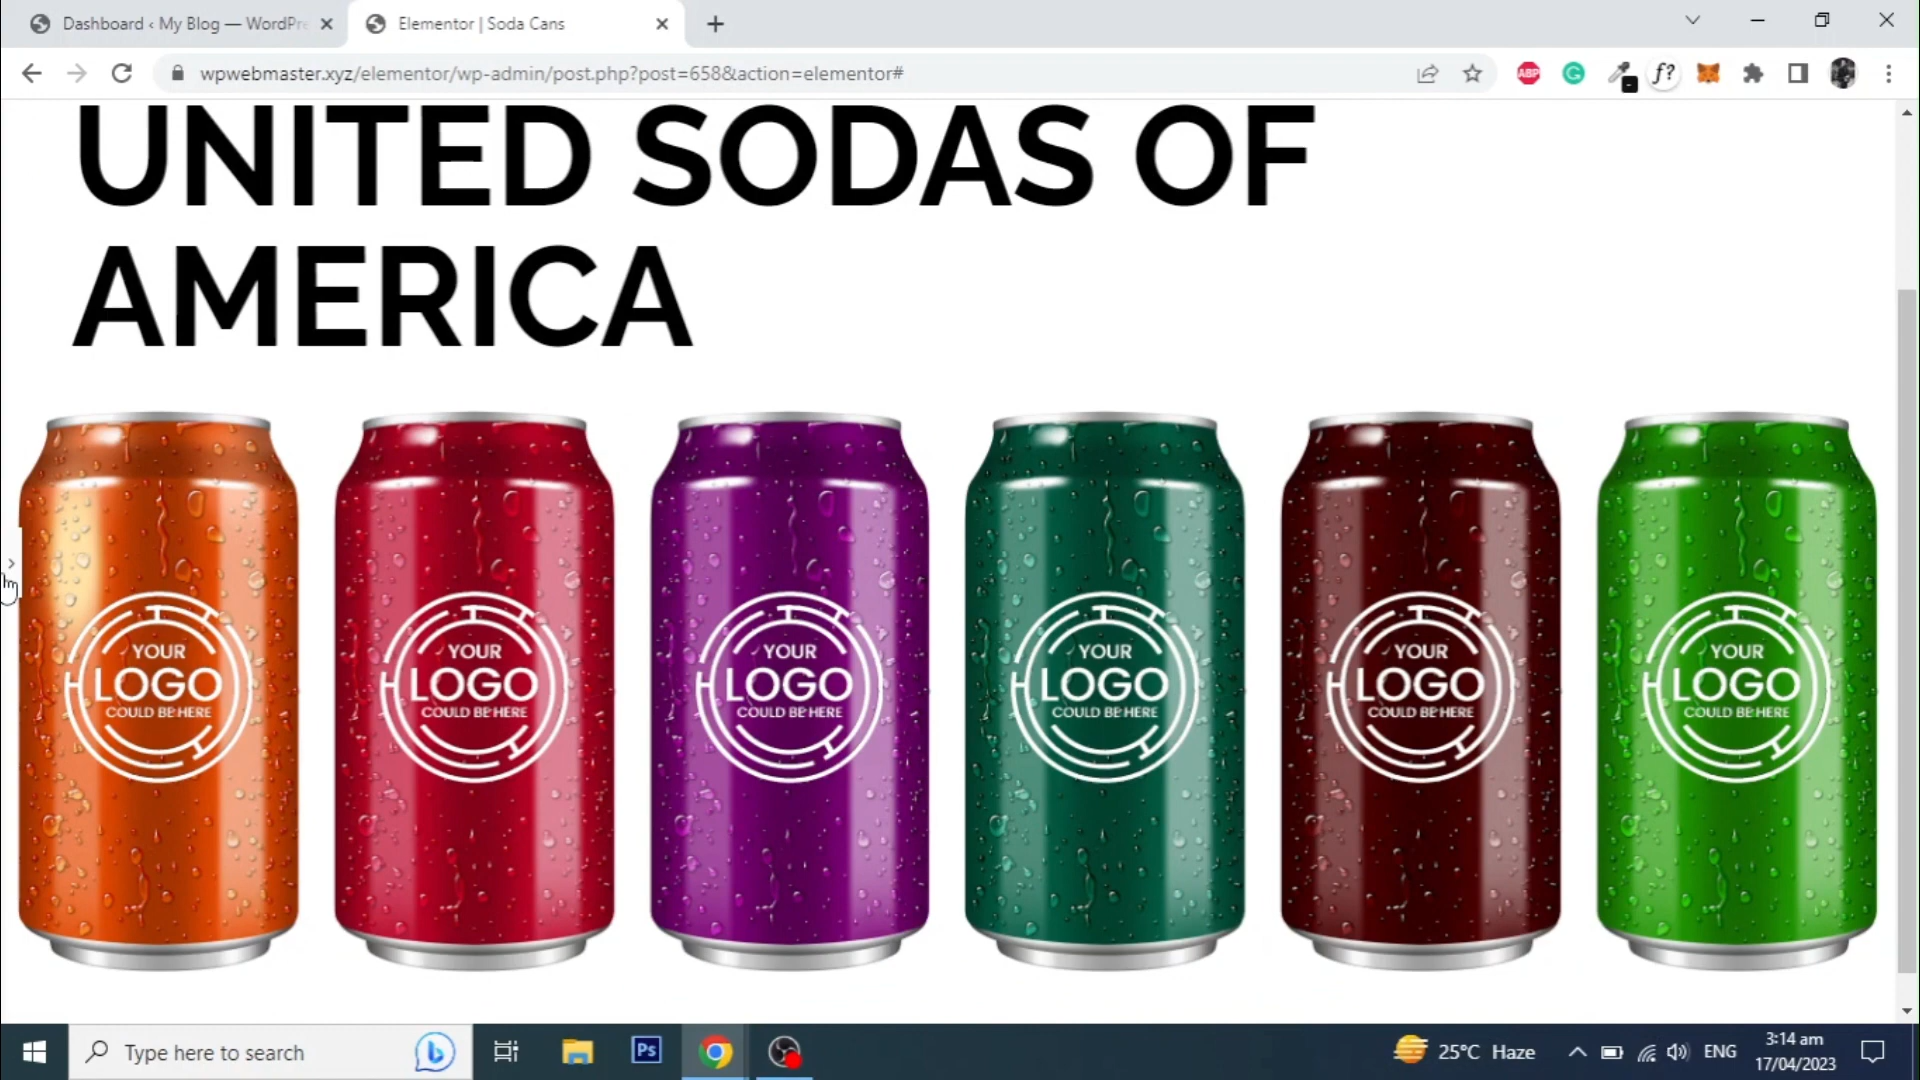 Dashboard ‹ My Blog — WordPre
Elementor | Soda Cans
wpwebmaster.xyz/elementor/wp-admin/post.php?post=658&action=elementor#
ABP
f?
UNITED SODAS OF
AMERICA
YOUR
LOGO
COULD BE HERE
YOUR
LOGO
COULD BE HERE
YOUR
LOGO
COULD BE HERE
YOUR
LOGO
COULD BE HERE
YOUR
LOGO
COULD BE HERE
YOUR
LOGO
COULD BE HERE
Type here to search
Ps
25°C Haze
ENG
3:14 am
17/04/2023